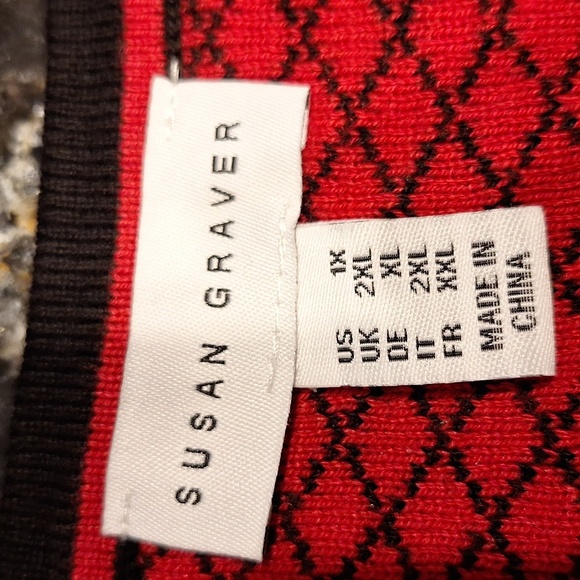 SUSAN GRAVER
US 1X
UK 2XL
DE XL
IT 2XL
FR XXL
MADE IN
CHINA